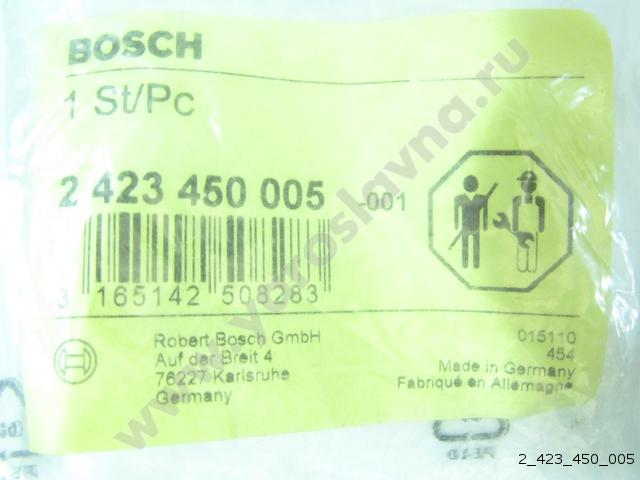 BOSCH
1 St/Pc
2 423 450 005 -001
3 165142 508283
Robert Bosch GmbH
Auf der Breit 4
76227 Karlsruhe
Germany
015110
454
Made in Germany
Fabriqué en Allemagne
www.yaroslavna.ru
2_423_450_005